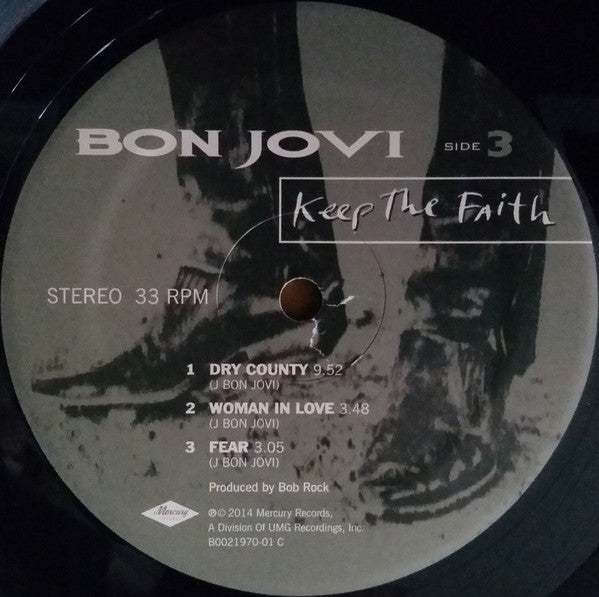 BON JOVI SIDE 3
Keep The Faith
STEREO 33 RPM
1 DRY COUNTY 9.52
(J BON JOVI)
2 WOMAN IN LOVE 3.48
(J BON JOVI)
3 FEAR 3.05
(J BON JOVI)
Produced by Bob Rock
Mercury
℗© 2014 Mercury Records,
A Division Of UMG Recordings, Inc.
B0021970-01 C